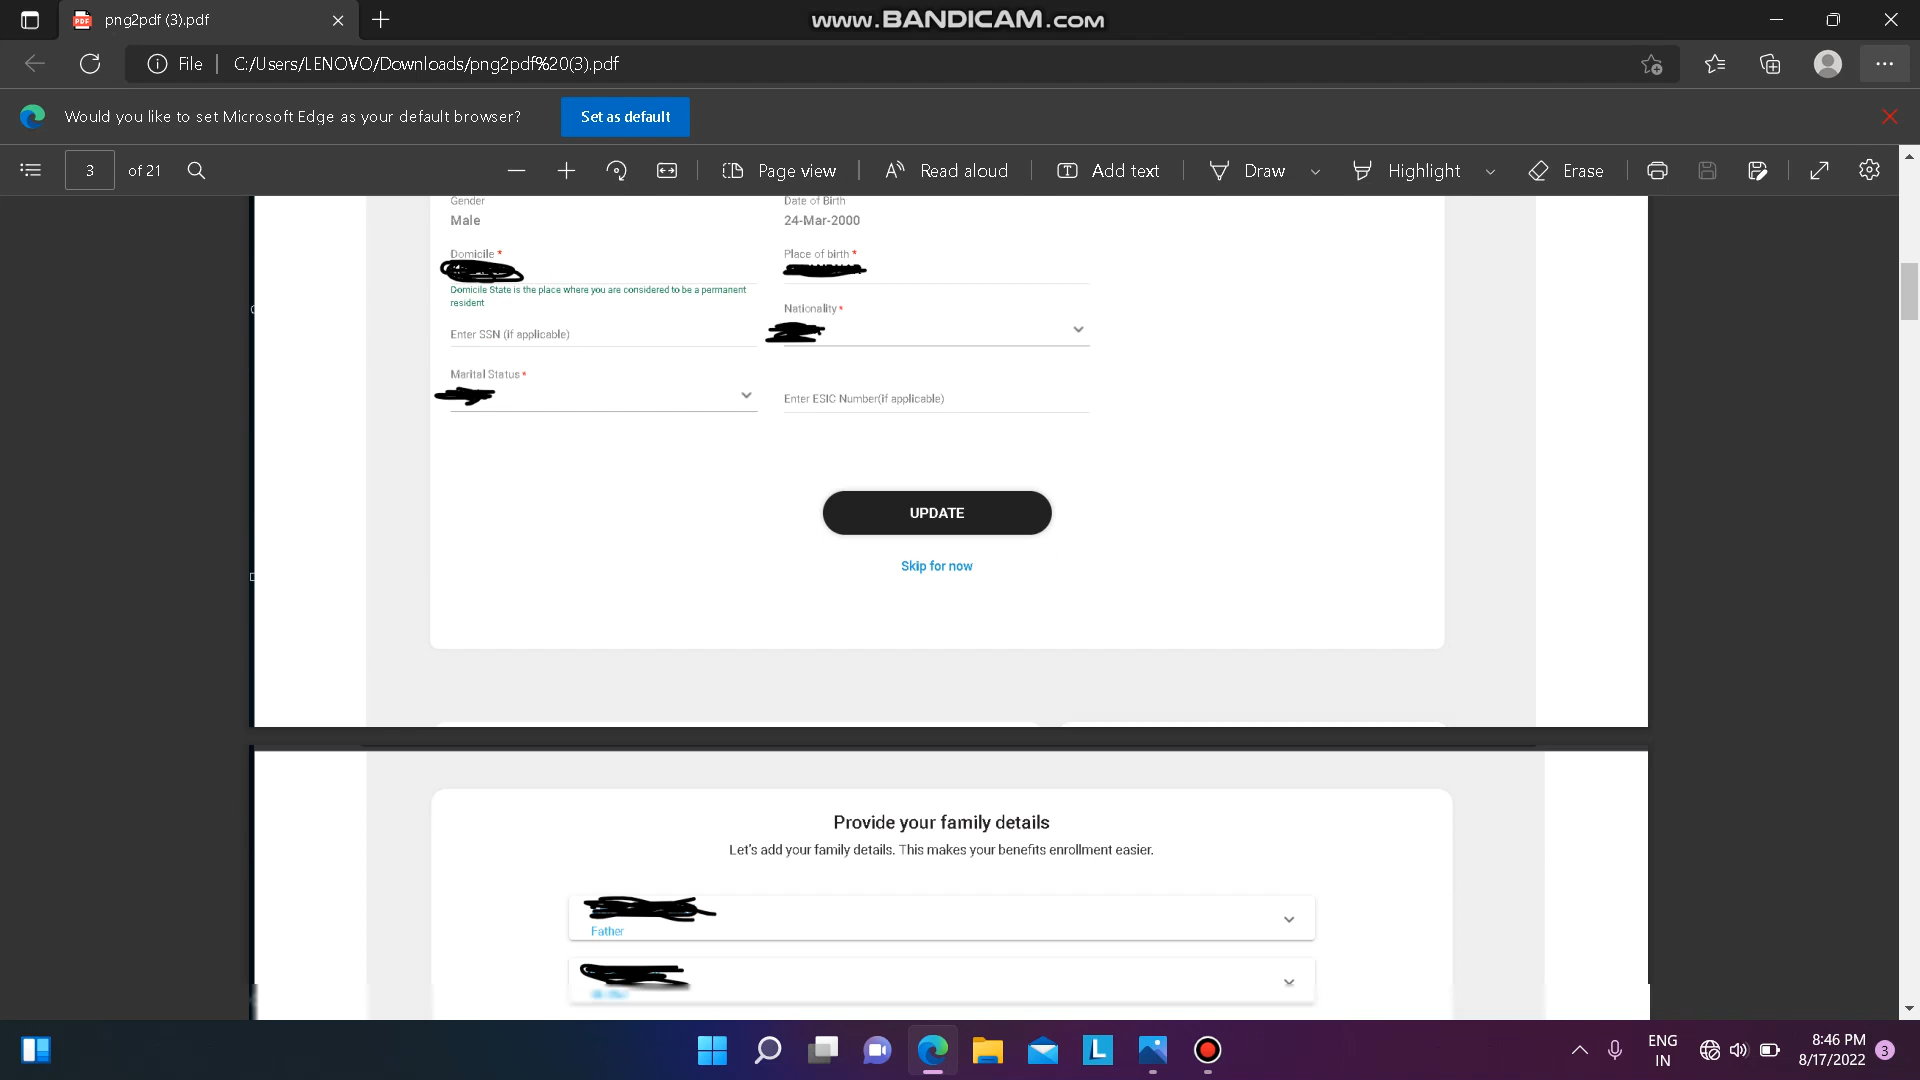 png2pdf (3).pdf
www.BANDICAM.com
File
C:/Users/LENOVO/Downloads/png2pdf%20(3).pdf
Would you like to set Microsoft Edge as your default browser?
Set as default
3 of 21
Page view
Read aloud
Add text
Draw
Highlight
Erase
Gender
Date of Birth
Male
24-Mar-2000
Domicile *
Place of birth *
Domicile State is the place where you are considered to be a permanent
resident
Nationality *
Enter SSN (if applicable)
Marital Status *
Enter ESIC Number(if applicable)
UPDATE
Skip for now
Provide your family details
Let's add your family details. This makes your benefits enrollment easier.
Father
ENG
IN
8:46 PM
8/17/2022
3